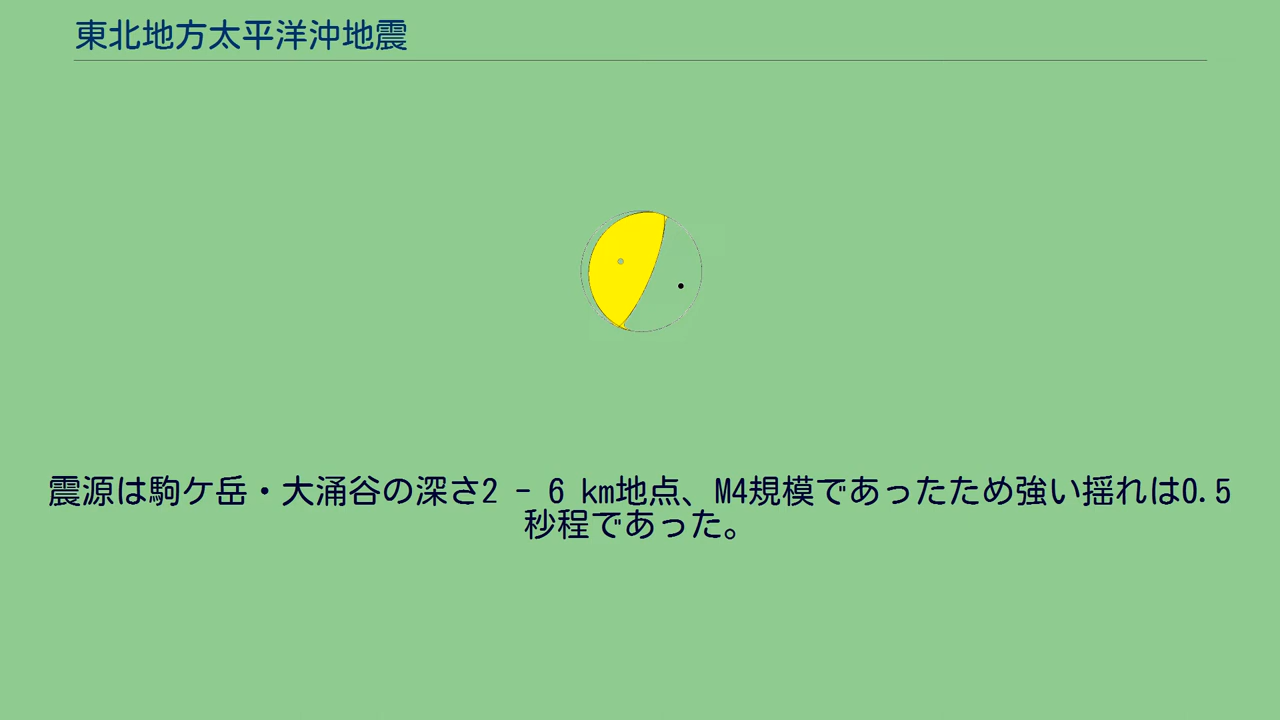 東北地方太平洋沖地震
震源は駒ケ岳・大涌谷の深さ2 - 6 km地点、M4規模であったため強い揺れは0.5
秒程であった。